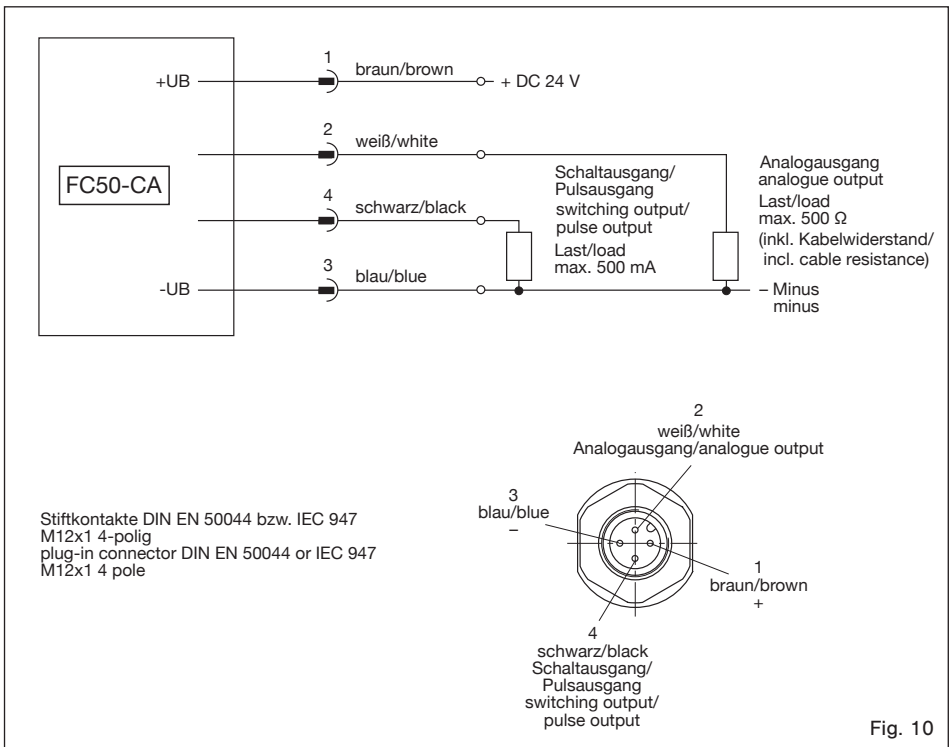 1
braun/brown
+UB
+ DC 24 V
2
weiß/white
FC50-CA
Schaltausgang/
Pulsausgang
switching output/
pulse output
Last/load
max. 500 mA
Analogausgang
analogue output
Last/load
max. 500 Ω
(inkl. Kabelwiderstand/
incl. cable resistance)
4
schwarz/black
3
blau/blue
-UB
– Minus
minus
2
weiß/white
Analogausgang/analogue output
3
blau/blue
–
Stiftkontakte DIN EN 50044 bzw. IEC 947
M12x1 4-polig
plug-in connector DIN EN 50044 or IEC 947
M12x1 4 pole
1
braun/brown
+
4
schwarz/black
Schaltausgang/
Pulsausgang
switching output/
pulse output
Fig. 10